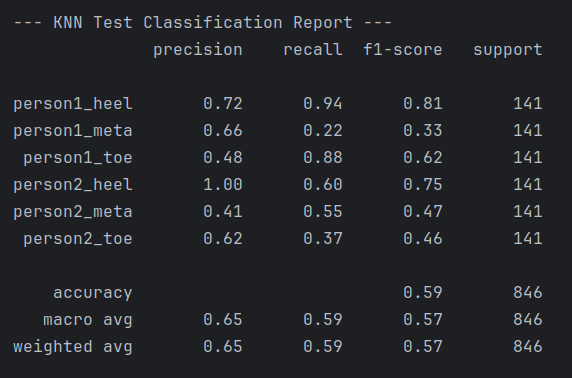 --- KNN Test Classification Report ---
precision recall f1-score support
person1_heel 0.72 0.94 0.81 141
person1_meta 0.66 0.22 0.33 141
person1_toe 0.48 0.88 0.62 141
person2_heel 1.00 0.60 0.75 141
person2_meta 0.41 0.55 0.47 141
person2_toe 0.62 0.37 0.46 141
accuracy 0.59 846
macro avg 0.65 0.59 0.57 846
weighted avg 0.65 0.59 0.57 846